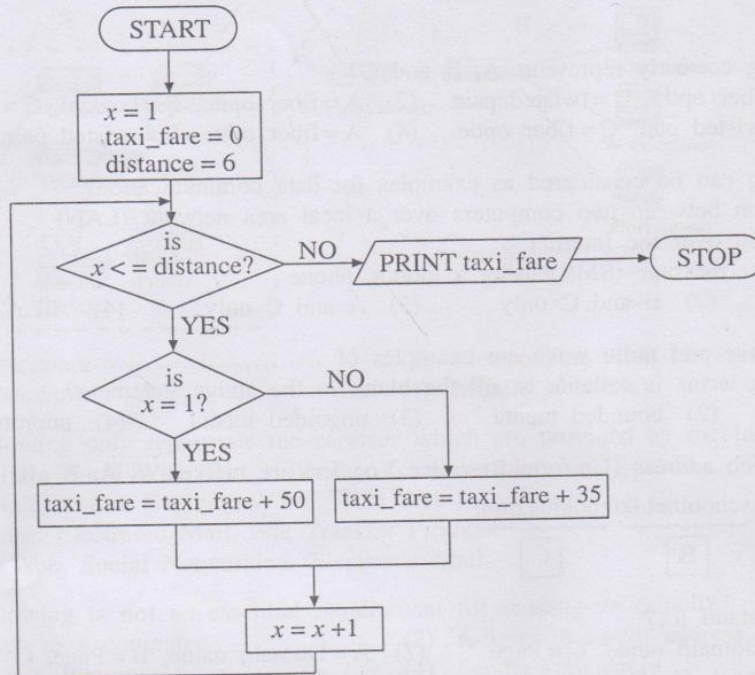 START
x = 1
taxi_fare = 0
distance = 6
is
x <= distance?
NO
PRINT taxi_fare
STOP
YES
is
x = 1?
NO
YES
taxi_fare = taxi_fare + 50
taxi_fare = taxi_fare + 35
x = x +1